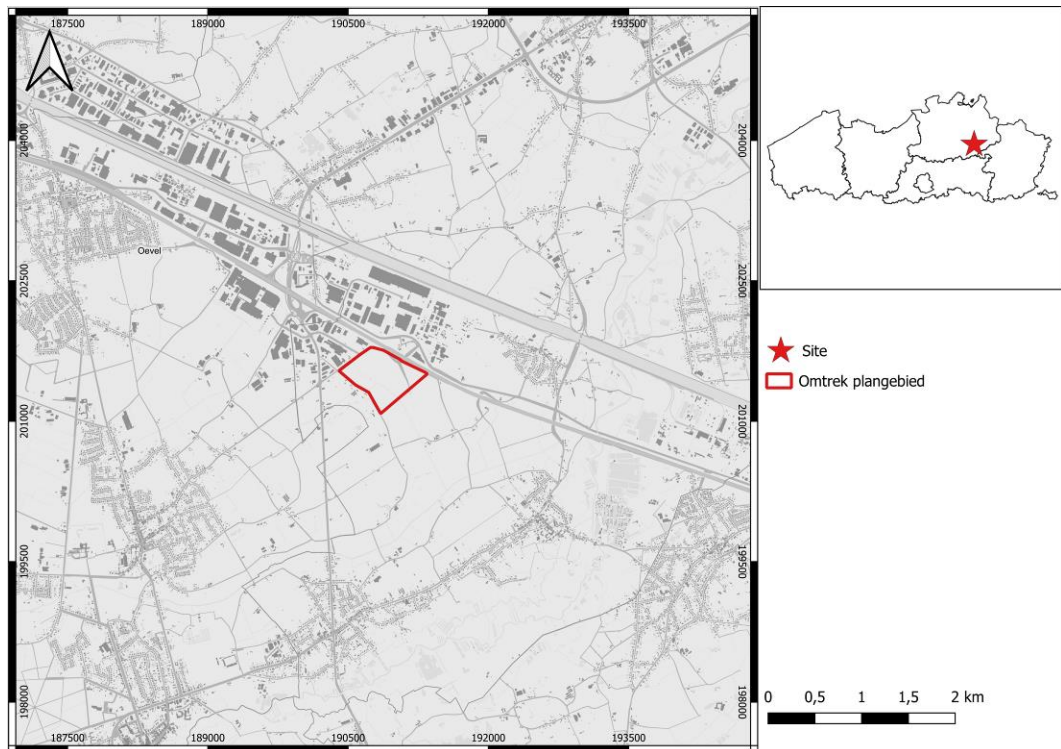 187500 189000 190500 192000 193500
204000 204000
Oevel
202500 202500
Site
Omtrek plangebied
201000 201000
199500 199500
198000 198000
0 0,5 1 1,5 2 km
187500 189000 190500 192000 193500